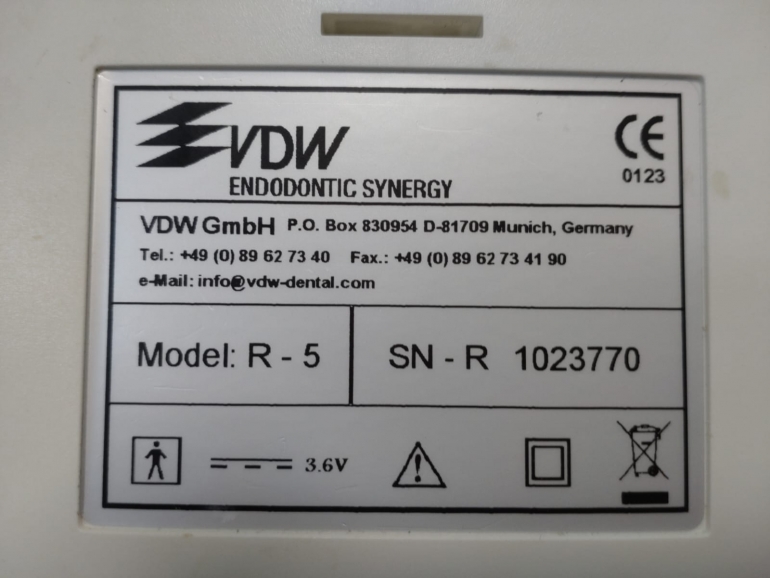 VDW
ENDODONTIC SYNERGY
CE
0123
VDW GmbH P.O. Box 830954 D-81709 Munich, Germany
Tel.: +49 (0) 89 62 73 40 Fax.: +49 (0) 89 62 73 41 90
e-Mail: info@vdw-dental.com
Model: R - 5
SN - R 1023770
3.6V